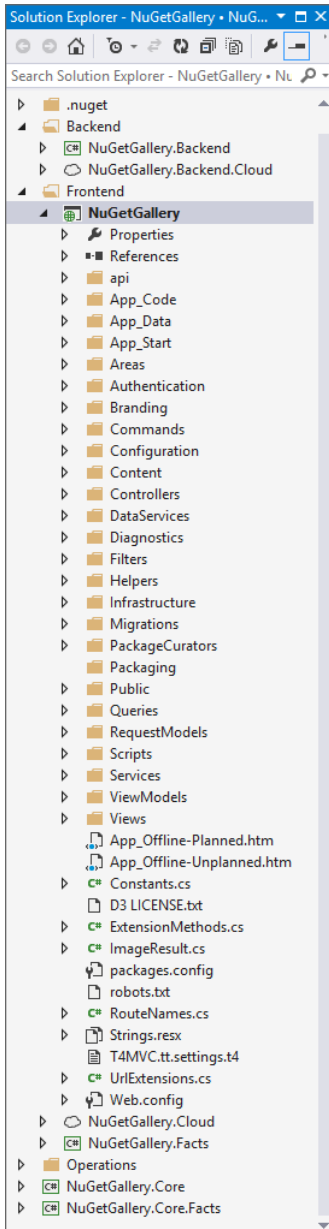 Solution Explorer - NuGetGallery • NuG...
Search Solution Explorer - NuGetGallery • Nu
.nuget
Backend
NuGetGallery.Backend
NuGetGallery.Backend.Cloud
Frontend
NuGetGallery
Properties
References
api
App_Code
App_Data
App_Start
Areas
Authentication
Branding
Commands
Configuration
Content
Controllers
DataServices
Diagnostics
Filters
Helpers
Infrastructure
Migrations
PackageCurators
Packaging
Public
Queries
RequestModels
Scripts
Services
ViewModels
Views
App_Offline-Planned.htm
App_Offline-Unplanned.htm
C# Constants.cs
D3 LICENSE.txt
C# ExtensionMethods.cs
C# ImageResult.cs
packages.config
robots.txt
C# RouteNames.cs
Strings.resx
T4MVC.tt.settings.t4
C# UrlExtensions.cs
Web.config
NuGetGallery.Cloud
C# NuGetGallery.Facts
Operations
C# NuGetGallery.Core
C# NuGetGallery.Core.Facts